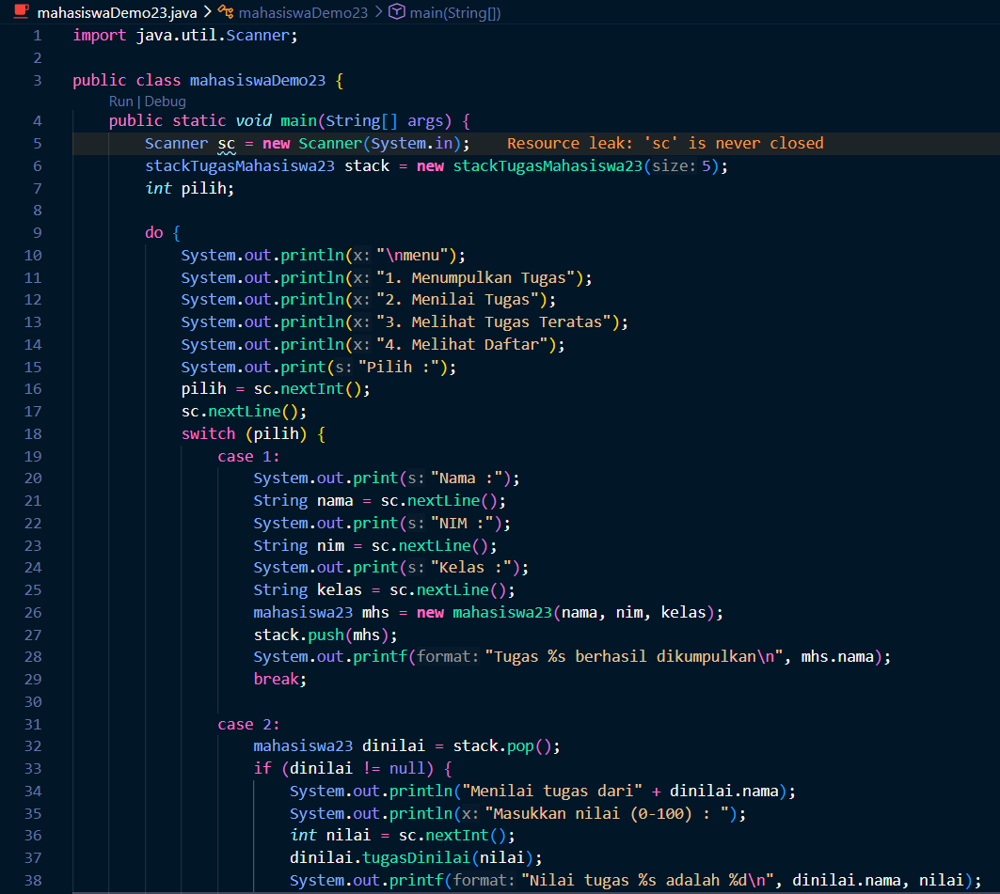 mahasiswaDemo23.java > mahasiswaDemo23 > main(String[])
1 import java.util.Scanner;
2
3 public class mahasiswaDemo23 {
Run | Debug
4 public static void main(String[] args) {
5 Scanner sc = new Scanner(System.in); Resource leak: 'sc' is never closed
6 stackTugasMahasiswa23 stack = new stackTugasMahasiswa23(size: 5);
7 int pilih;
8
9 do {
10 System.out.println(x: "\nmenu");
11 System.out.println(x: "1. Menumpulkan Tugas");
12 System.out.println(x: "2. Menilai Tugas");
13 System.out.println(x: "3. Melihat Tugas Teratas");
14 System.out.println(x: "4. Melihat Daftar");
15 System.out.print(s: "Pilih :");
16 pilih = sc.nextInt();
17 sc.nextLine();
18 switch (pilih) {
19 case 1:
20 System.out.print(s: "Nama :");
21 String nama = sc.nextLine();
22 System.out.print(s: "NIM :");
23 String nim = sc.nextLine();
24 System.out.print(s: "Kelas :");
25 String kelas = sc.nextLine();
26 mahasiswa23 mhs = new mahasiswa23(nama, nim, kelas);
27 stack.push(mhs);
28 System.out.printf(format: "Tugas %s berhasil dikumpulkan\n", mhs.nama);
29 break;
30
31 case 2:
32 mahasiswa23 dinilai = stack.pop();
33 if (dinilai != null) {
34 System.out.println("Menilai tugas dari" + dinilai.nama);
35 System.out.println(x: "Masukkan nilai (0-100) : ");
36 int nilai = sc.nextInt();
37 dinilai.tugasDinilai(nilai);
38 System.out.printf(format: "Nilai tugas %s adalah %d\n", dinilai.nama, nilai);